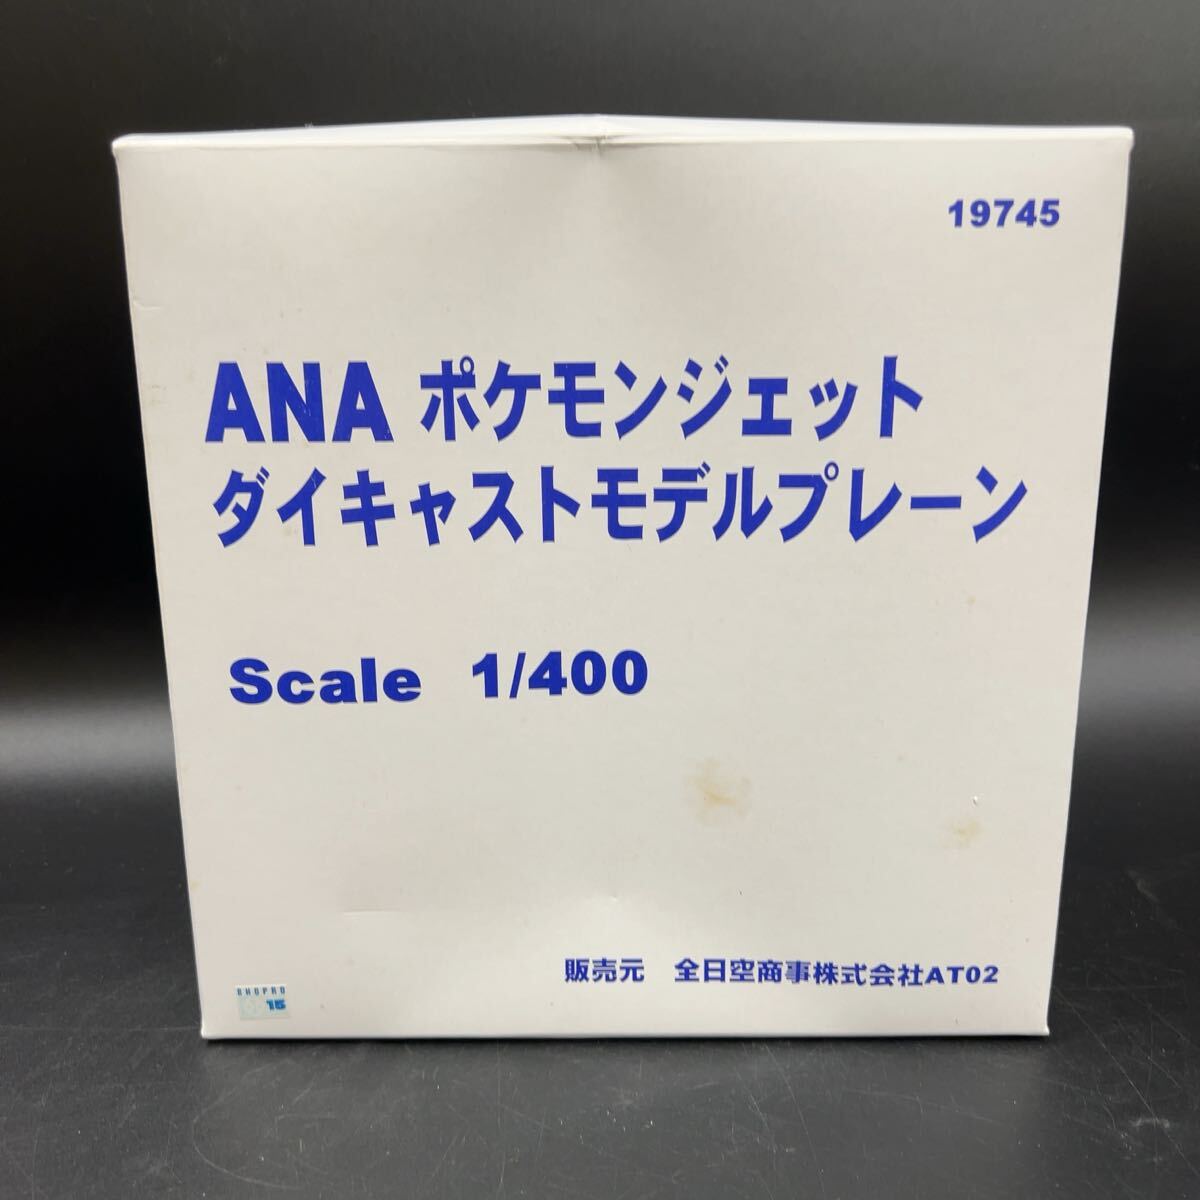 19745
ANA ポケモンジェット
ダイキャストモデルプレーン
Scale 1/400
販売元 全日空商事株式会社AT02
SHOPRO
15